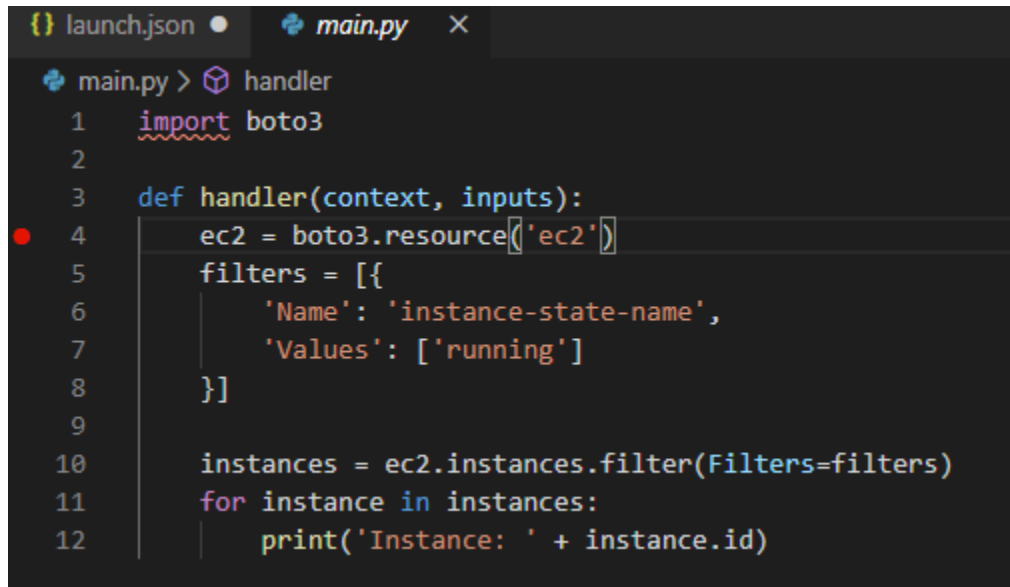 {} launch.json ● main.py ×
main.py > handler
1 import boto3
2
3 def handler(context, inputs):
4     ec2 = boto3.resource('ec2')
5     filters = [{
6         'Name': 'instance-state-name',
7         'Values': ['running']
8     }]
9
10     instances = ec2.instances.filter(Filters=filters)
11     for instance in instances:
12         print('Instance: ' + instance.id)